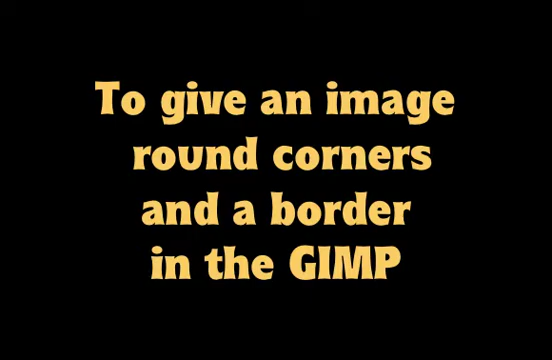 To give an image
round corners
and a border
in the GIMP